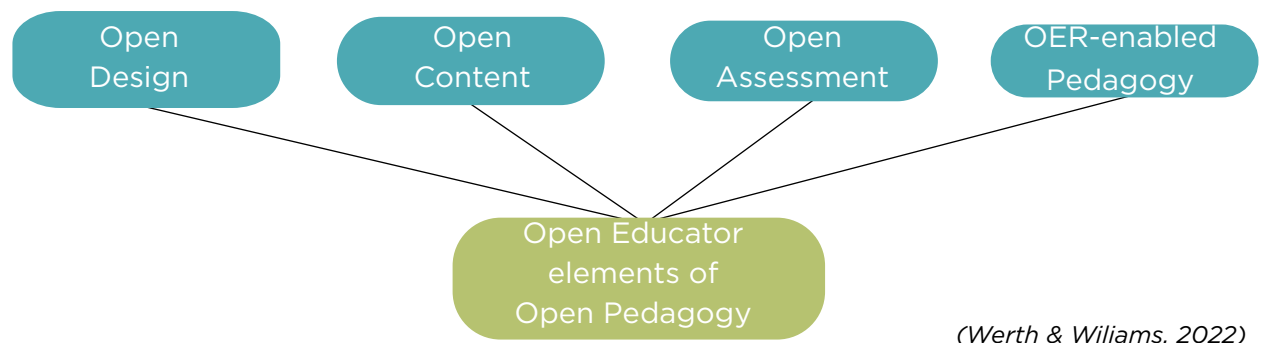 Open
Design
Open
Content
Open
Assessment
OER-enabled
Pedagogy
Open Educator
elements of
Open Pedagogy
(Werth & Wiliams, 2022)